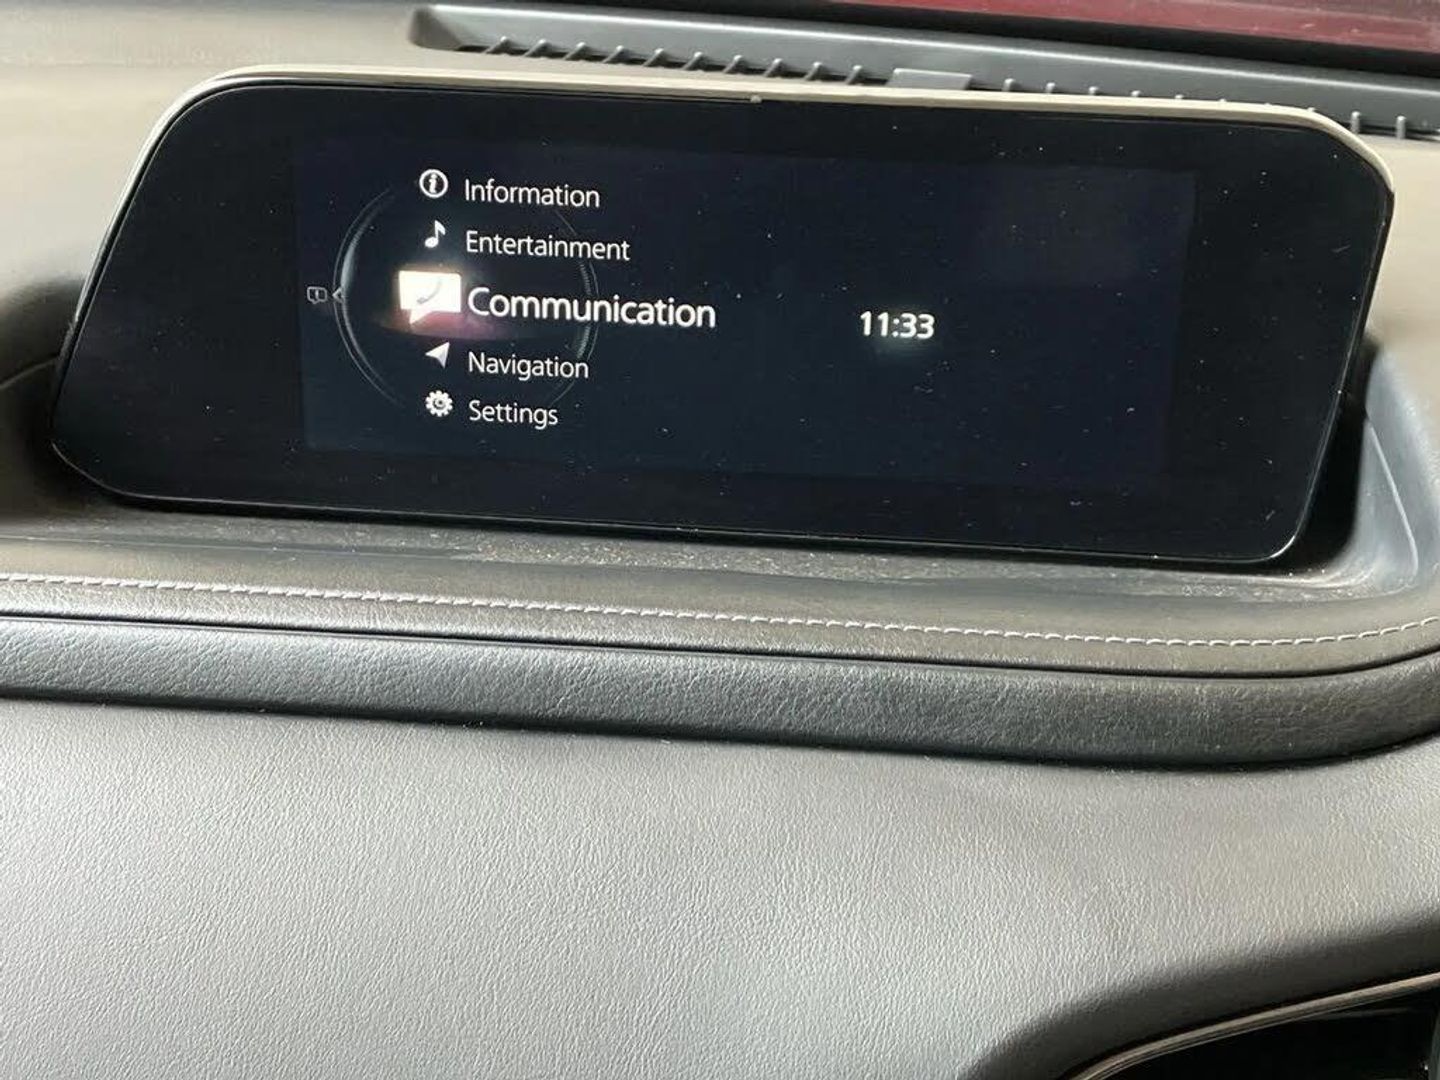 Information
Entertainment
Communication
11:33
Navigation
Settings